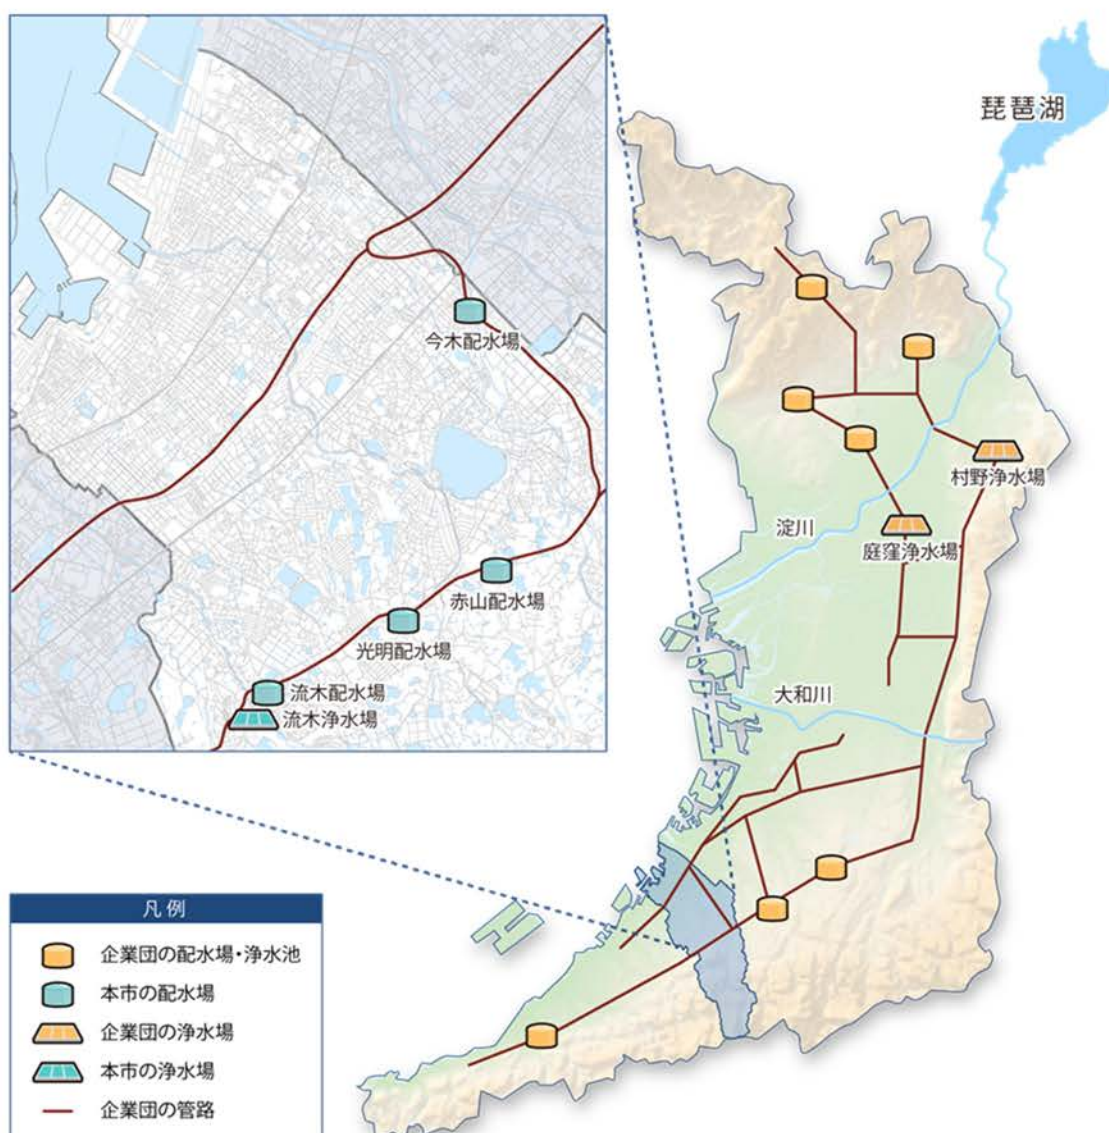 琵琶湖
今木配水場
村野浄水場
淀川
庭窪浄水場
赤山配水場
光明配水場
流木配水場
流木浄水場
大和川
凡例
企業団の配水場・浄水池
本市の配水場
企業団の浄水場
本市の浄水場
企業団の管路